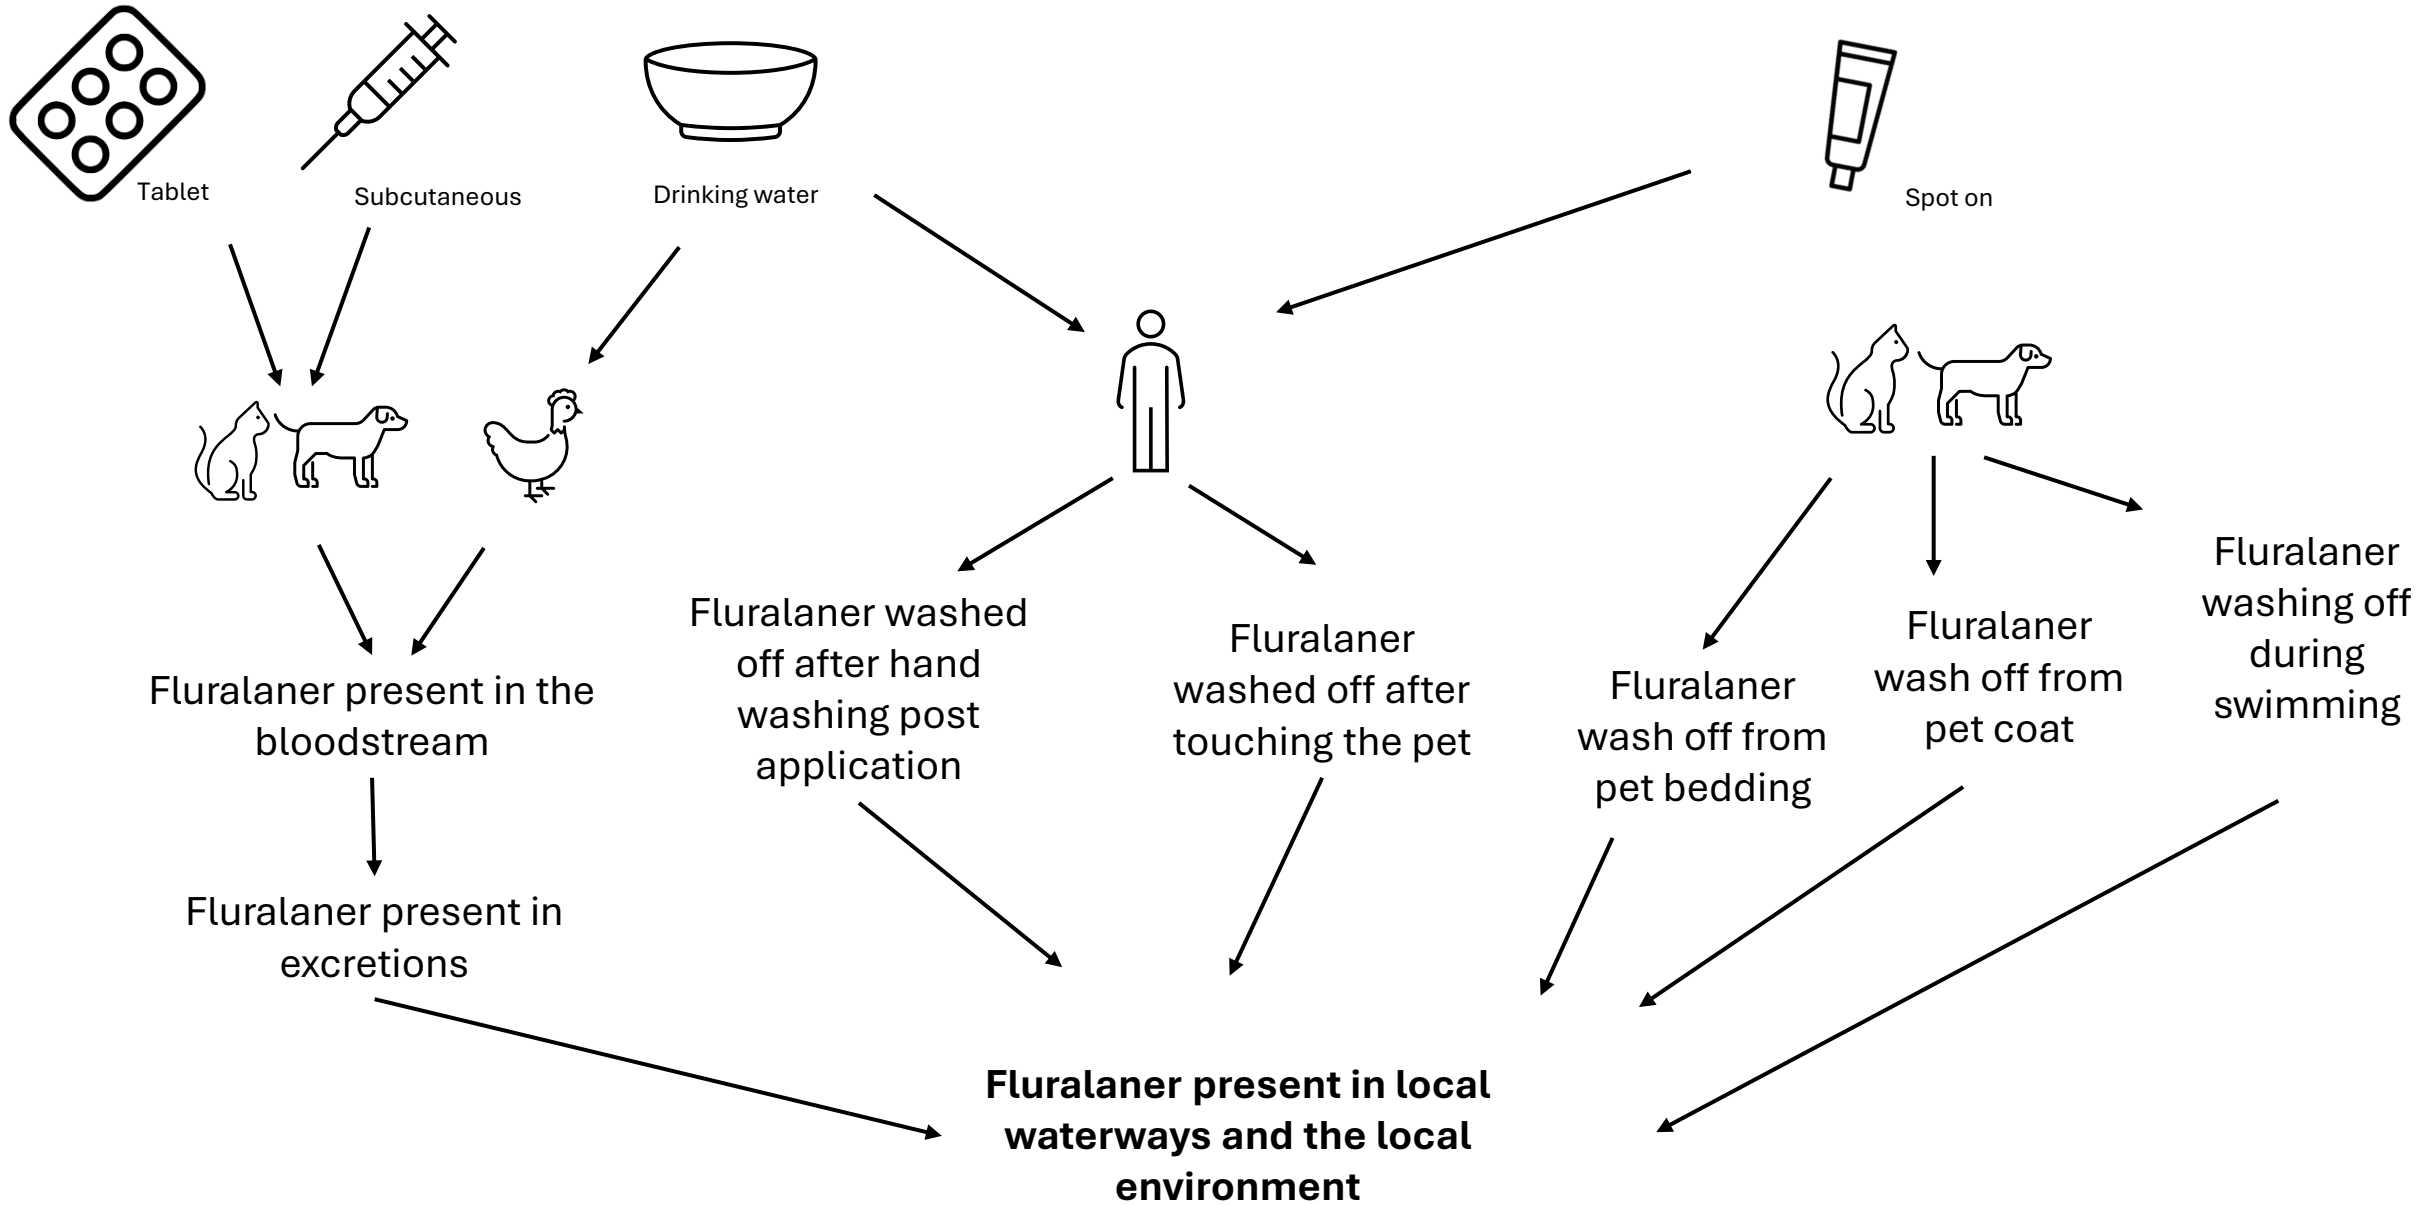 Tablet
Subcutaneous
Drinking water
Spot on
Fluralaner present in the
bloodstream
Fluralaner present in
excretions
Fluralaner washed
off after hand
washing post
application
Fluralaner
washed off after
touching the pet
Fluralaner
wash off from
pet bedding
Fluralaner
wash off from
pet coat
Fluralaner
washing off
during
swimming
Fluralaner present in local
waterways and the local
environment